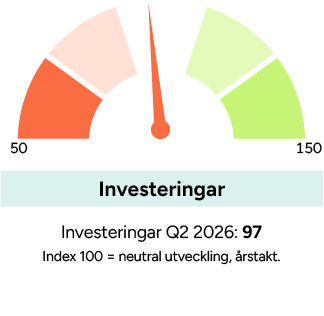 50
150
Investeringar
Investeringar Q2 2026: 97
Index 100 = neutral utveckling, årstakt.